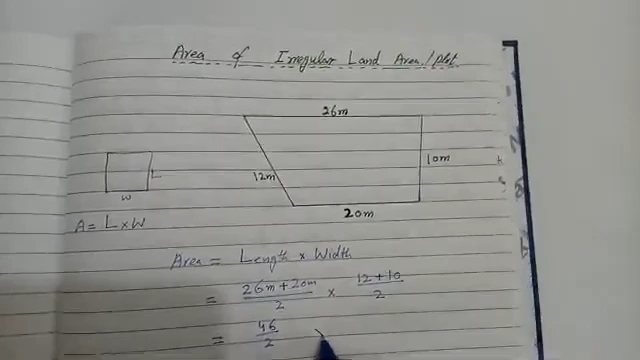 Area of Irregular Land Area/plot
26m
10m
12m
L
W
20m
A = L x W
Area = Length x Width
= 26m+20m/2 x 12+10/2
= 46/2